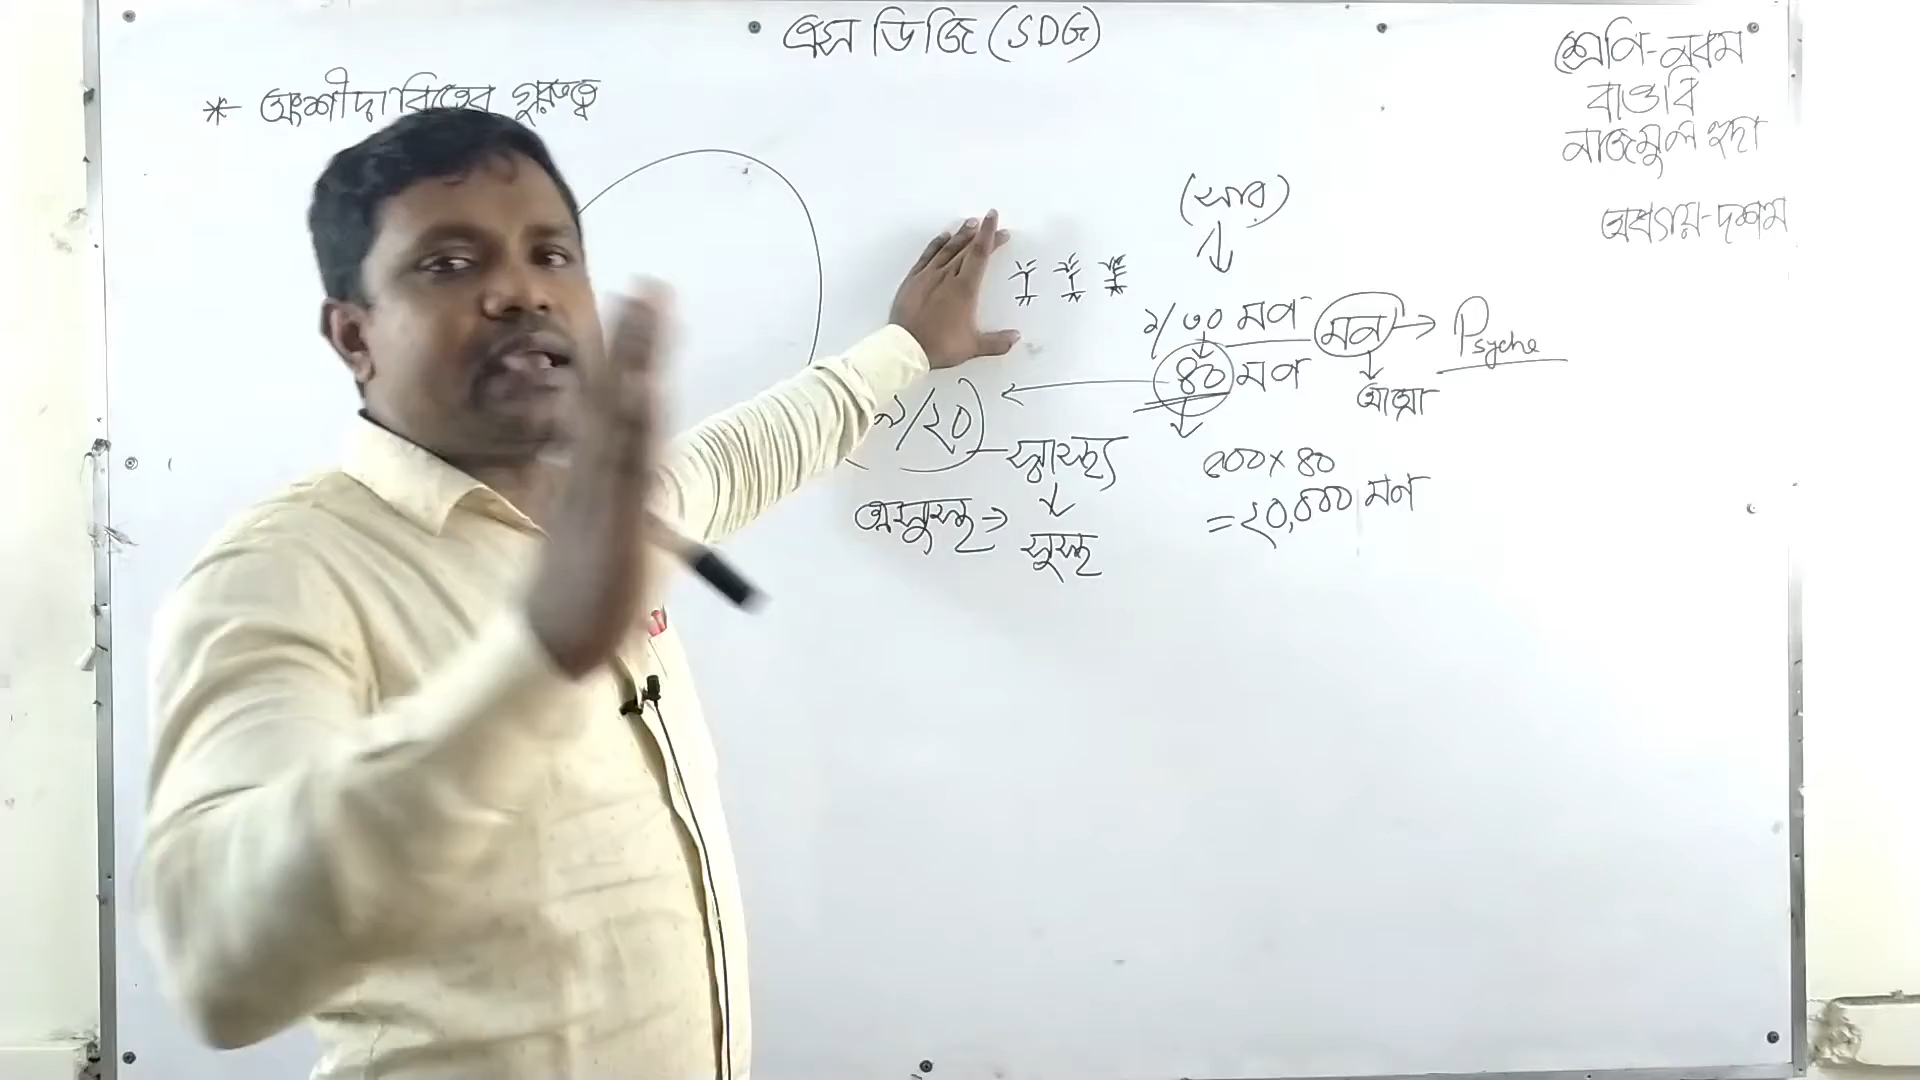 এস ডিজি (SDG)
* অংশীদারিত্বের গুরুত্ব
শ্রেণি-নবম
বাওবি
নাজমুল হুদা
অধ্যায়-দশম
(সার)
১/৩০ মণ মন → Psyche
৪০ মণ আত্মা
৯/২০) স্বাস্থ্য
অসুস্থ → সুস্থ
৫০০×৪০
=২০,০০০ মণ